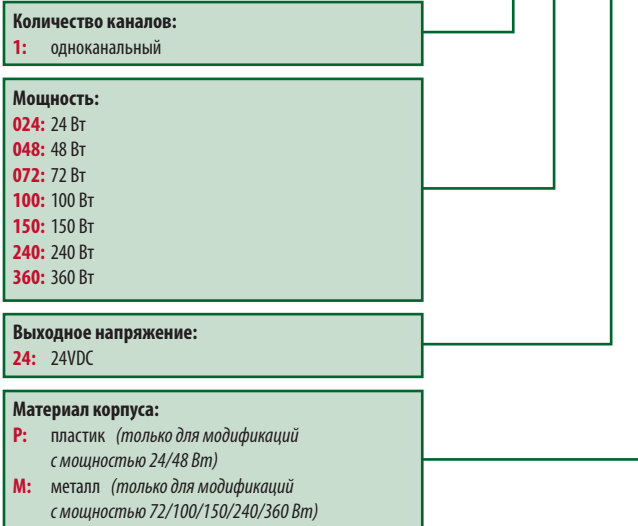 Количество каналов:
1: одноканальный
Мощность:
024: 24 Вт
048: 48 Вт
072: 72 Вт
100: 100 Вт
150: 150 Вт
240: 240 Вт
360: 360 Вт
Выходное напряжение:
24: 24VDC
Материал корпуса:
P: пластик (только для модификаций
с мощностью 24/48 Вт)
M: металл (только для модификаций
с мощностью 72/100/150/240/360 Вт)